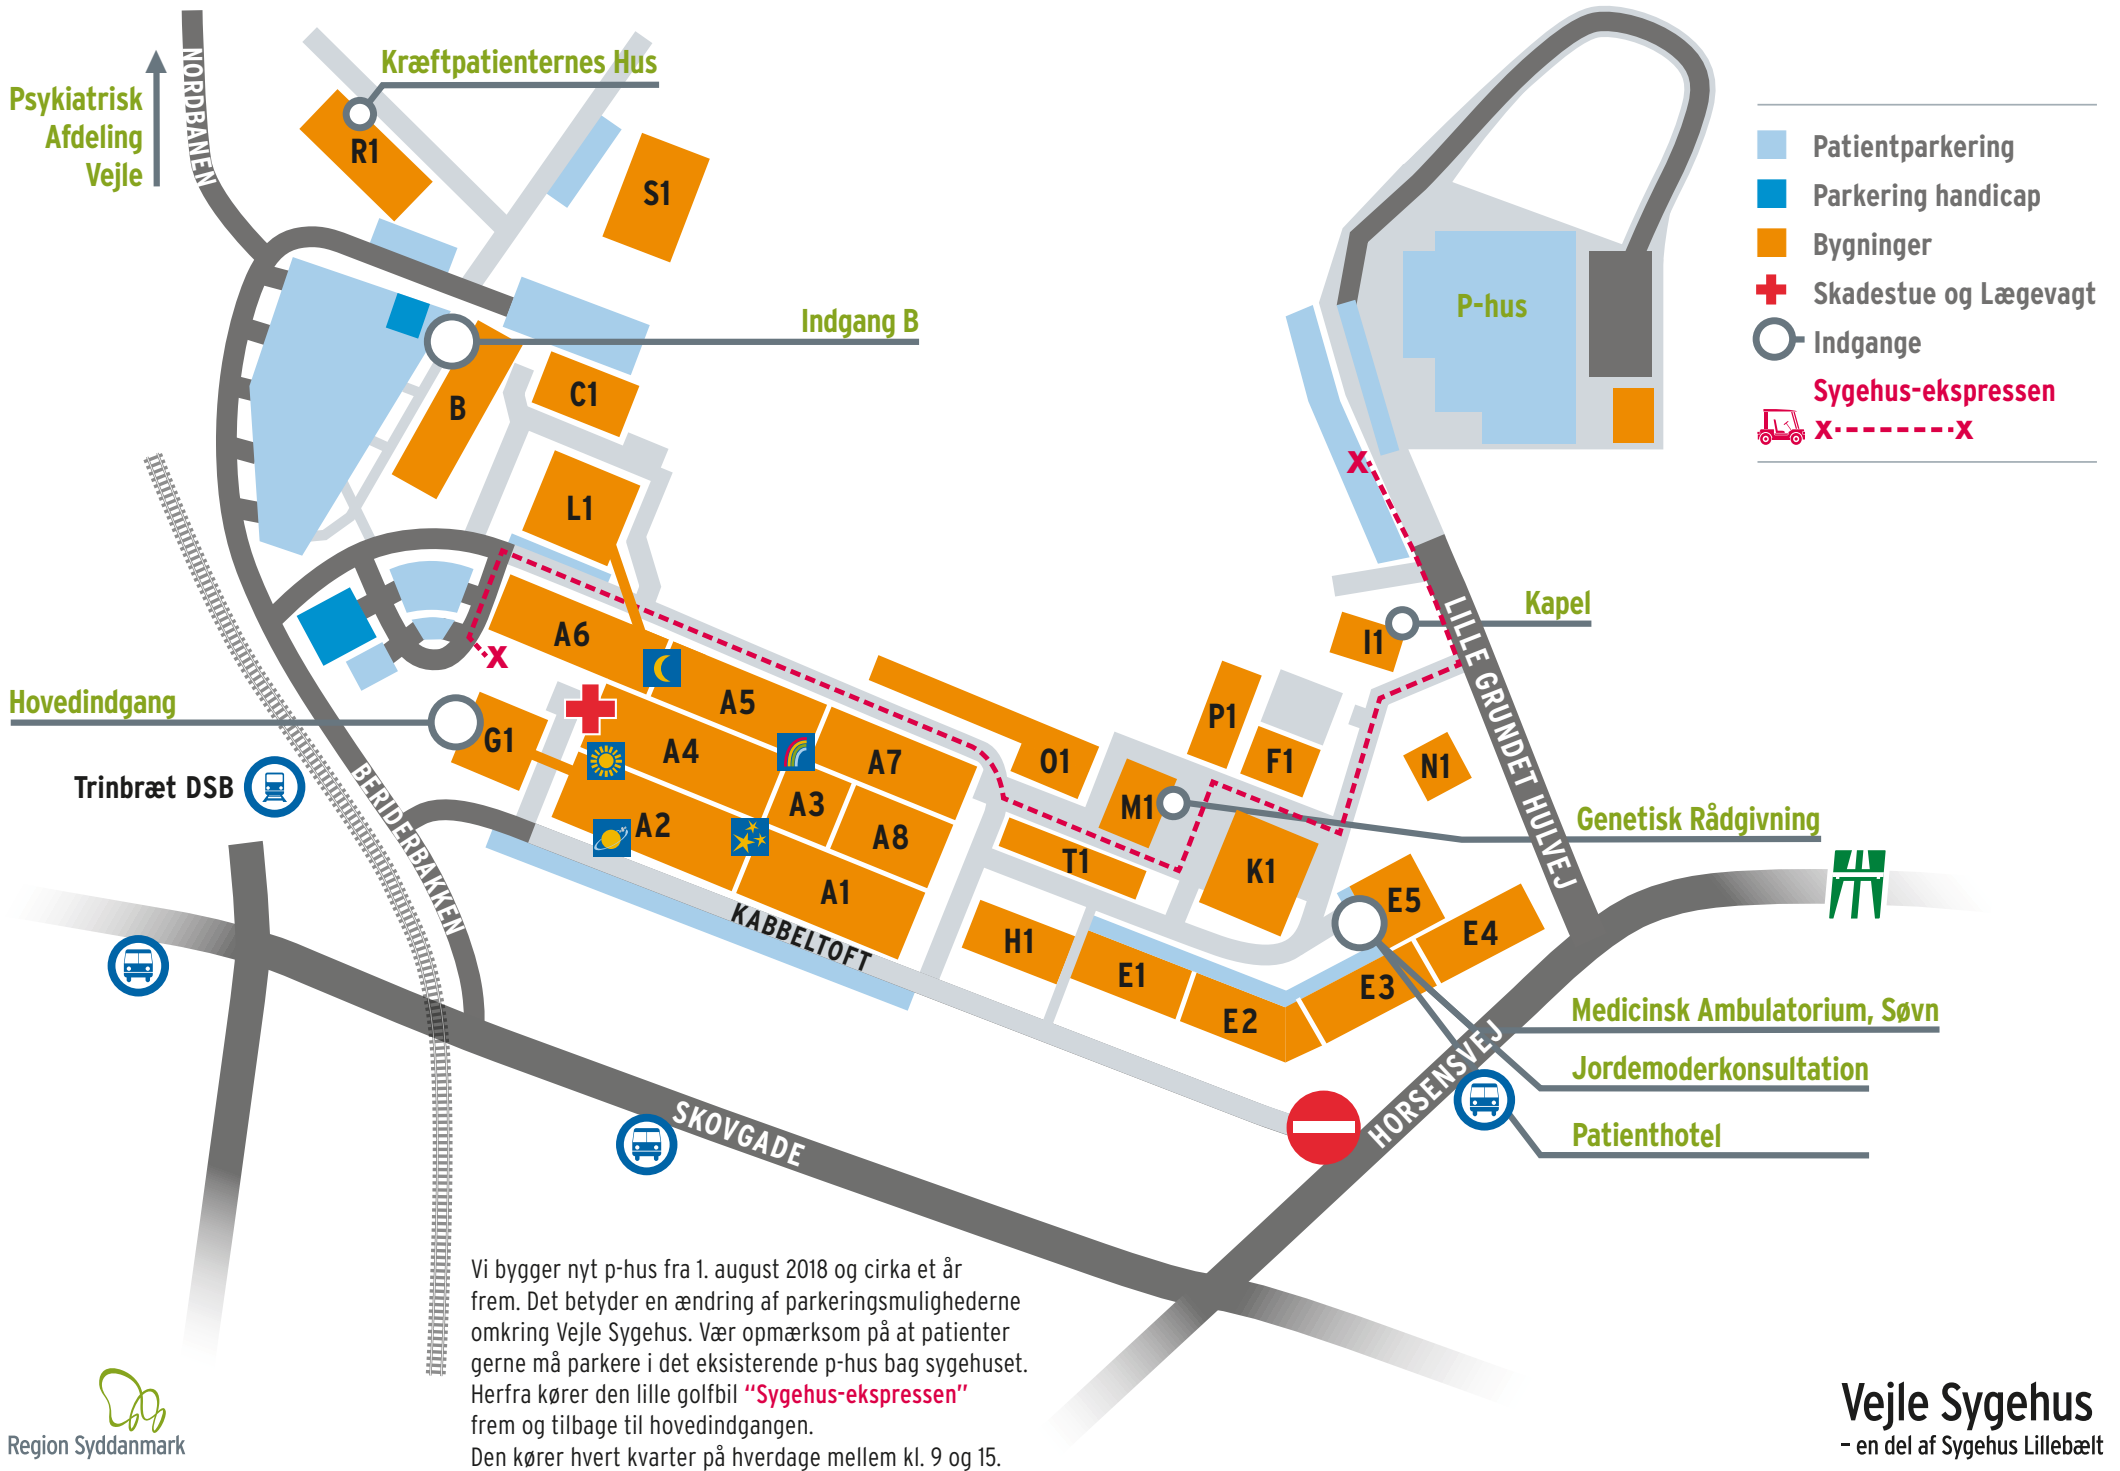 Psykiatrisk
Afdeling
Vejle
NORDBANEN
Kræftpatienternes Hus
R1
S1
Indgang B
B
C1
L1
P-hus
Patientparkering
Parkering handicap
Bygninger
Skadestue og Lægevagt
Indgange
Sygehus-ekspressen
x x
x
Kapel
I1
LILLE GRUNDET HULVEJ
A6
x
Hovedindgang
G1
A5
A4
A7
A3
A2
A8
A1
O1
P1
F1
N1
M1
Genetisk Rådgivning
T1
K1
Trinbræt DSB
BERIDERBAKKEN
KABBELTOFT
H1
E1
E2
E3
E4
E5
Medicinsk Ambulatorium, Søvn
Jordemoderkonsultation
Patienthotel
HORSENSVEJ
SKOVGADE
Vi bygger nyt p-hus fra 1. august 2018 og cirka et år
frem. Det betyder en ændring af parkeringsmulighederne
omkring Vejle Sygehus. Vær opmærksom på at patienter
gerne må parkere i det eksisterende p-hus bag sygehuset.
Herfra kører den lille golfbil “Sygehus-ekspressen”
frem og tilbage til hovedindgangen.
Den kører hvert kvarter på hverdage mellem kl. 9 og 15.
Region Syddanmark
Vejle Sygehus
– en del af Sygehus Lillebælt